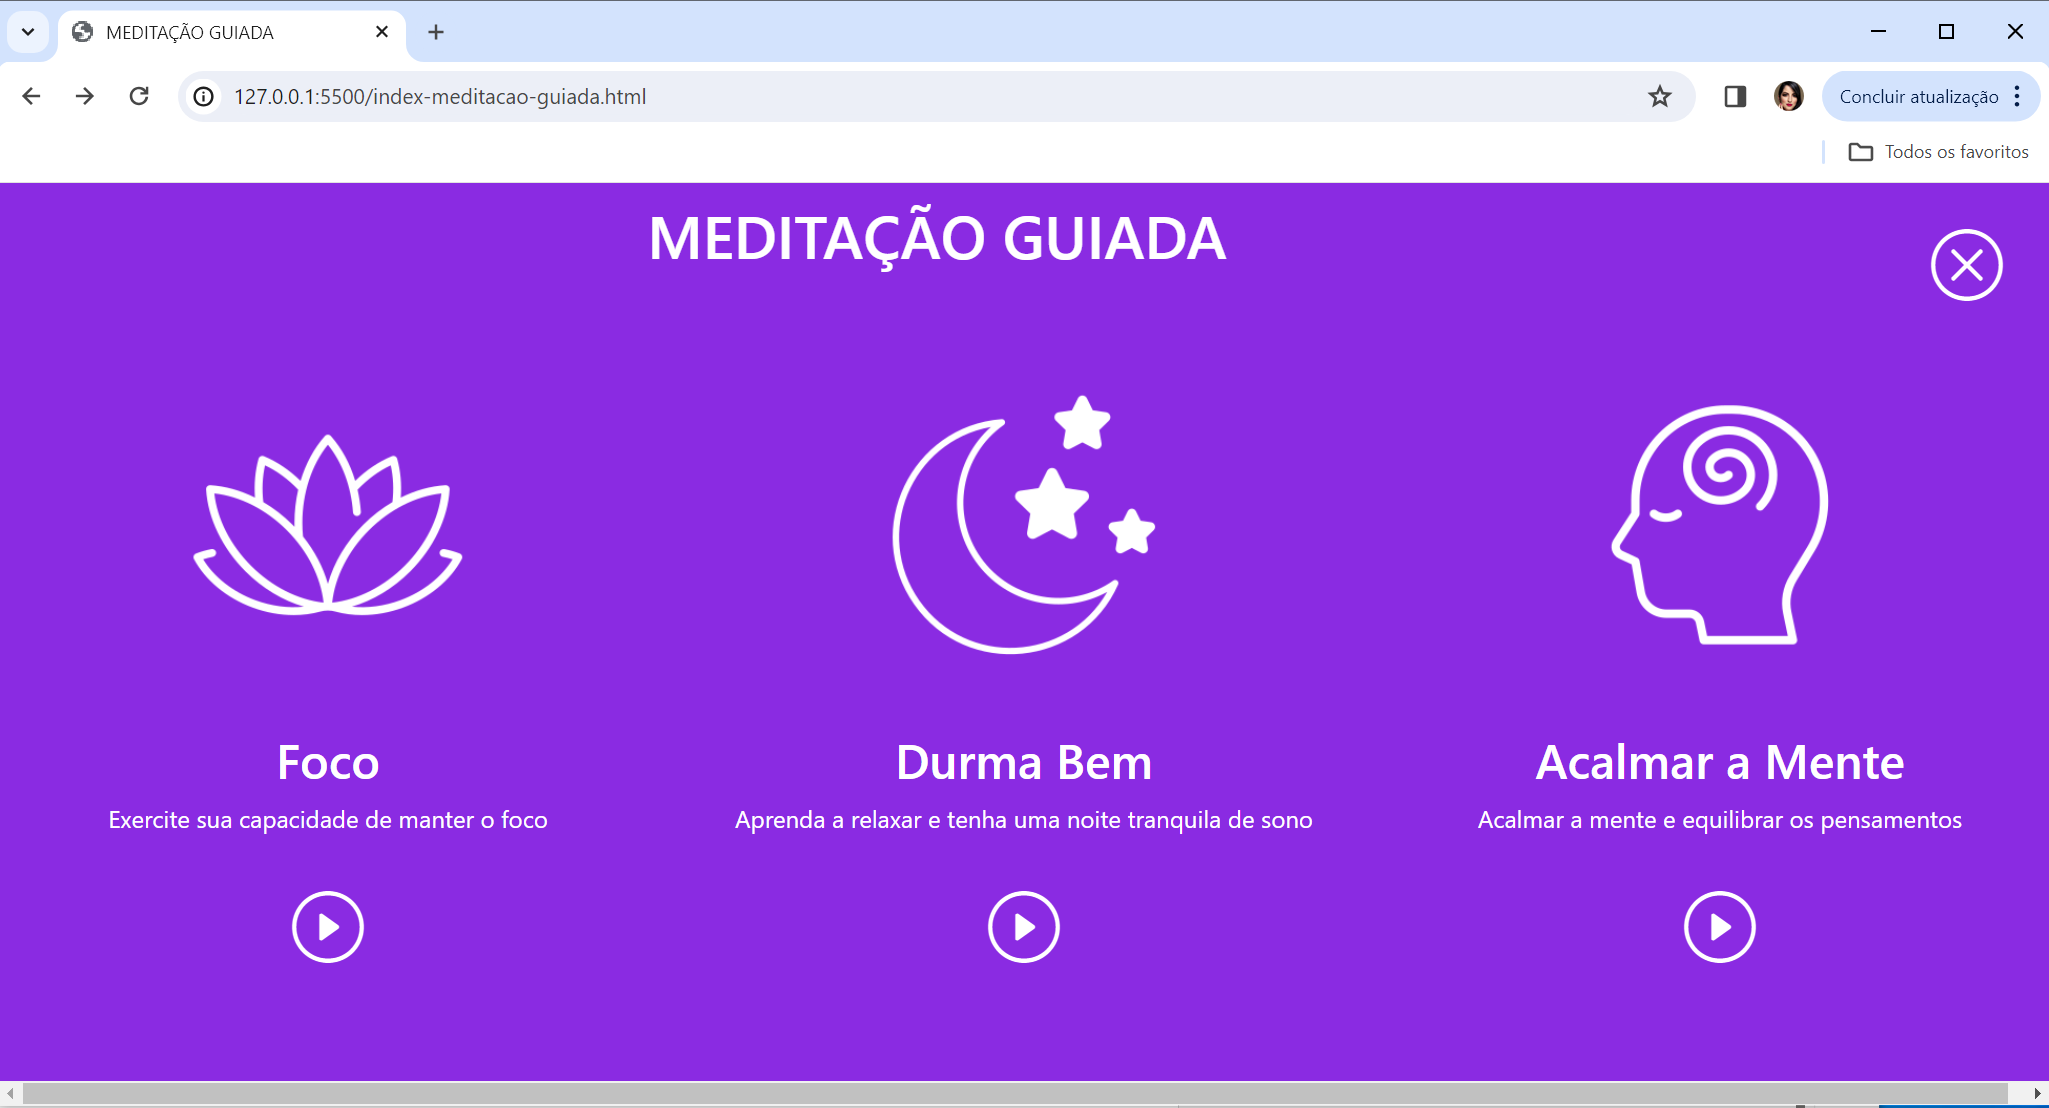 MEDITAÇÃO GUIADA
127.0.0.1:5500/index-meditacao-guiada.html
Concluir atualização
Todos os favoritos
MEDITAÇÃO GUIADA
Foco
Durma Bem
Acalmar a Mente
Exercite sua capacidade de manter o foco
Aprenda a relaxar e tenha uma noite tranquila de sono
Acalmar a mente e equilibrar os pensamentos